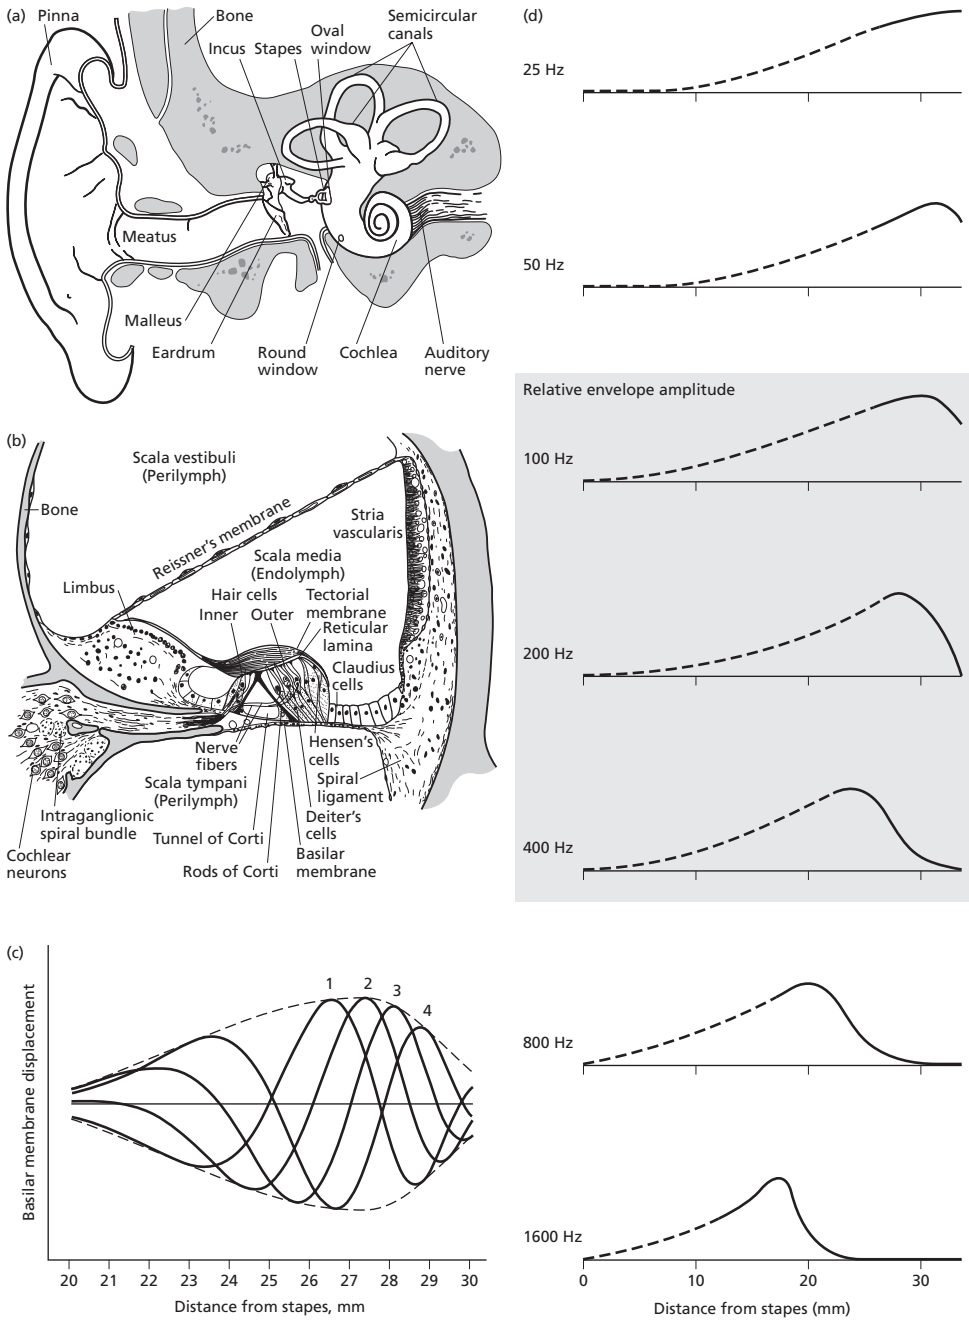 (a)
Pinna
Bone
Incus
Stapes
Oval
window
Semicircular
canals
Meatus
Malleus
Eardrum
Round
window
Cochlea
Auditory
nerve
(b)
Scala vestibuli
(Perilymph)
Bone
Reissner's membrane
Stria
vascularis
Scala media
(Endolymph)
Limbus
Hair cells
Inner
Outer
Tectorial
membrane
Reticular
lamina
Claudius
cells
Nerve
fibers
Hensen's
cells
Scala tympani
(Perilymph)
Spiral
ligament
Intraganglionic
spiral bundle
Deiter's
cells
Tunnel of Corti
Cochlear
neurons
Rods of Corti
Basilar
membrane
(c)
Basilar membrane displacement
1
2
3
4
20 21 22 23 24 25 26 27 28 29 30
Distance from stapes, mm
(d)
25 Hz
50 Hz
Relative envelope amplitude
100 Hz
200 Hz
400 Hz
800 Hz
1600 Hz
0 10 20 30
Distance from stapes (mm)